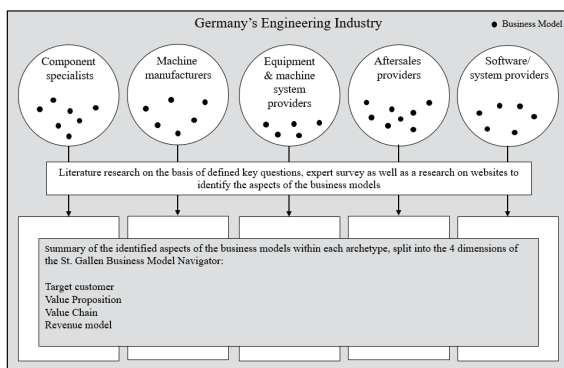 Germany's Engineering Industry
Business Model
Component
specialists
Machine
manufacturers
Equipment
& machine
system
providers
Aftersales
providers
Software/
system providers
Literature research on the basis of defined key questions, expert survey as well as a research on websites to
identify the aspects of the business models
Summary of the identified aspects of the business models within each archetype, split into the 4 dimensions of
the St. Gallen Business Model Navigator:
Target customer
Value Proposition
Value Chain
Revenue model